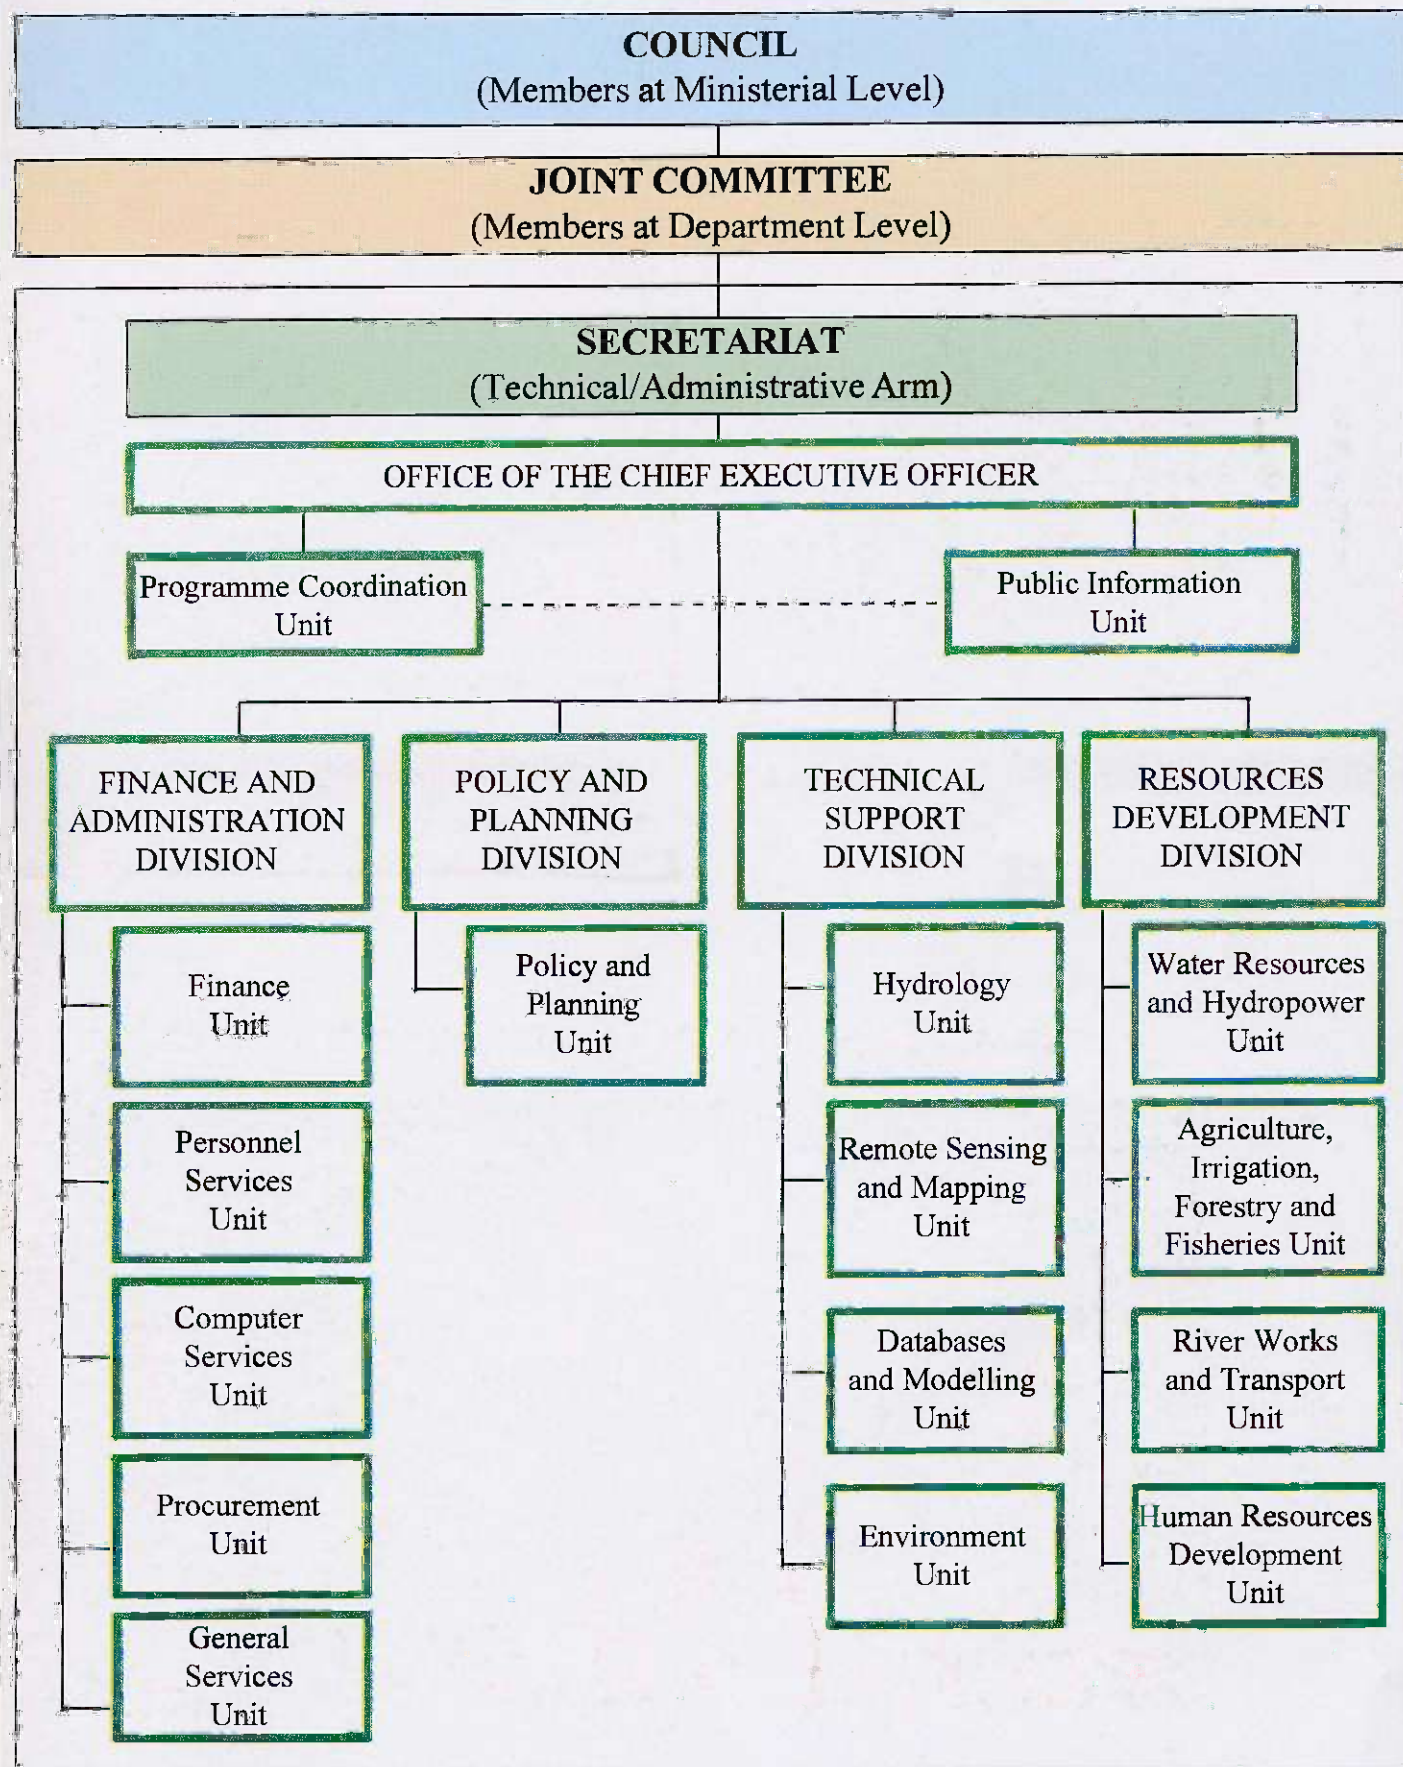 COUNCIL
(Members at Ministerial Level)
JOINT COMMITTEE
(Members at Department Level)
SECRETARIAT
(Technical/Administrative Arm)
OFFICE OF THE CHIEF EXECUTIVE OFFICER
Programme Coordination
Unit
Public Information
Unit
FINANCE AND
ADMINISTRATION
DIVISION
POLICY AND
PLANNING
DIVISION
TECHNICAL
SUPPORT
DIVISION
RESOURCES
DEVELOPMENT
DIVISION
Finance
Unit
Personnel
Services
Unit
Computer
Services
Unit
Procurement
Unit
General
Services
Unit
Policy and
Planning
Unit
Hydrology
Unit
Remote Sensing
and Mapping
Unit
Databases
and Modelling
Unit
Environment
Unit
Water Resources
and Hydropower
Unit
Agriculture,
Irrigation,
Forestry and
Fisheries Unit
River Works
and Transport
Unit
Human Resources
Development
Unit